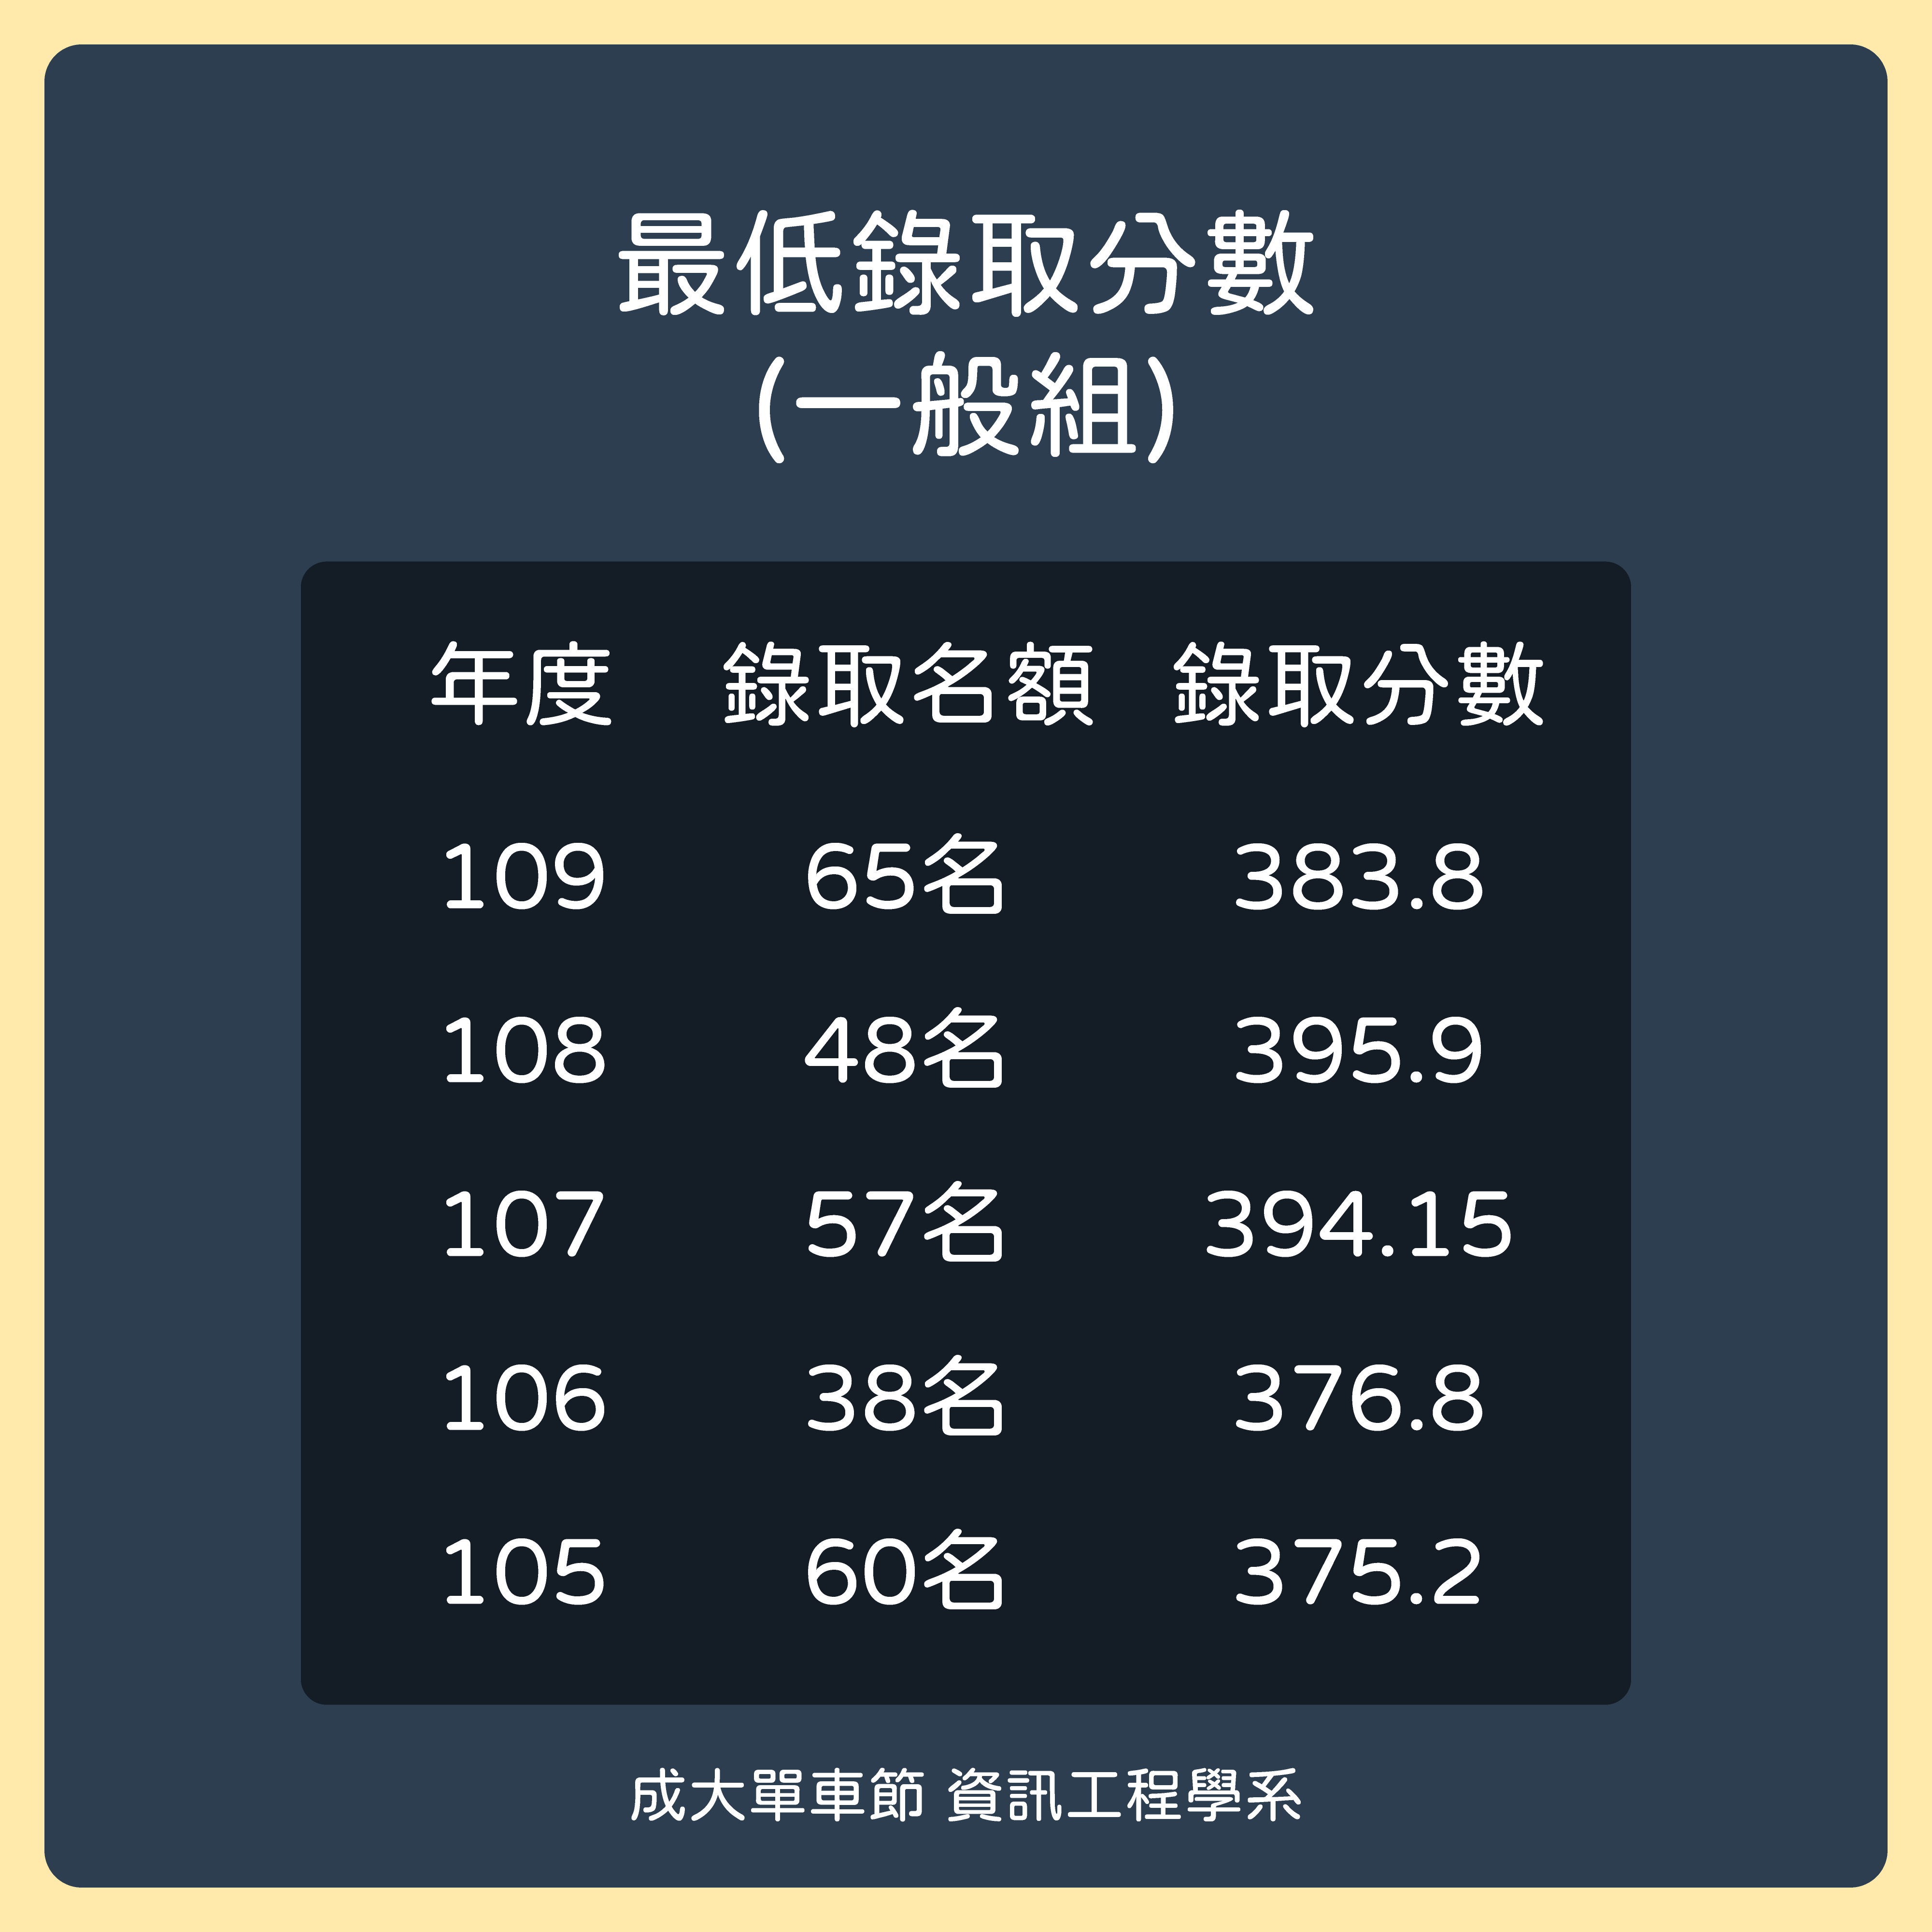 最低錄取分數
(一般組)
年度 錄取名額 錄取分數
109 65名 383.8
108 48名 395.9
107 57名 394.15
106 38名 376.8
105 60名 375.2
成大單車節 資訊工程學系